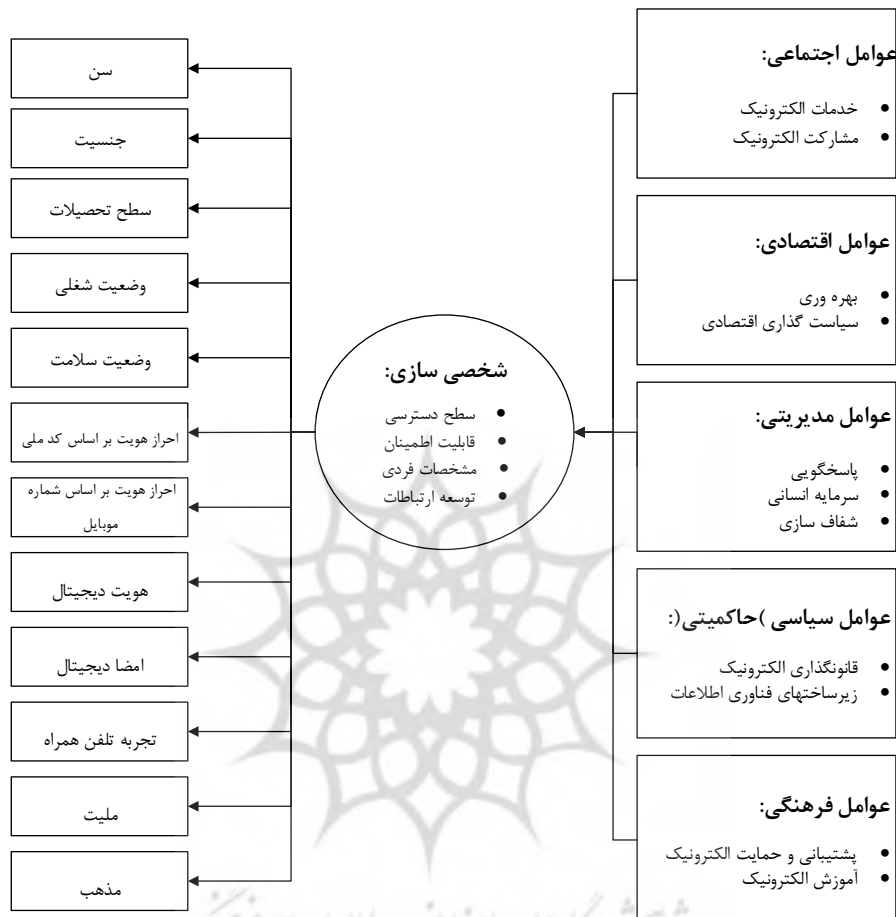 عوامل اجتماعی:
خدمات الکترونیک
مشارکت الکترونیک
عوامل اقتصادی:
بهره وری
سیاست گذاری اقتصادی
عوامل مدیریتی:
پاسخگویی
سرمایه انسانی
شفاف سازی
عوامل سیاسی )حاکمیتی(:
قانونگذاری الکترونیک
زیرساختهای فناوری اطلاعات
عوامل فرهنگی:
پشتیبانی و حمایت الکترونیک
آموزش الکترونیک
شخصی سازی:
سطح دسترسی
قابلیت اطمینان
مشخصات فردی
توسعه ارتباطات
سن
جنسیت
سطح تحصیلات
وضعیت شغلی
وضعیت سلامت
احراز هویت بر اساس کد ملی
احراز هویت بر اساس شماره
موبایل
هویت دیجیتال
امضا دیجیتال
تجربه تلفن همراه
ملیت
مذهب